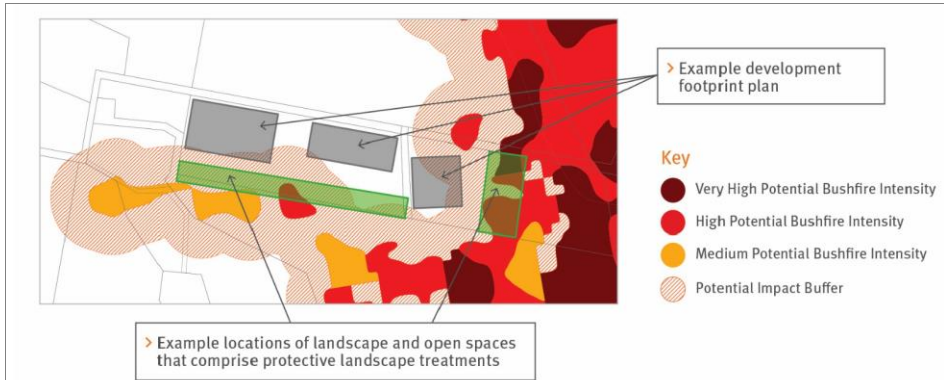 > Example development
footprint plan
Key
Very High Potential Bushfire Intensity
High Potential Bushfire Intensity
Medium Potential Bushfire Intensity
Potential Impact Buffer
> Example locations of landscape and open spaces
that comprise protective landscape treatments